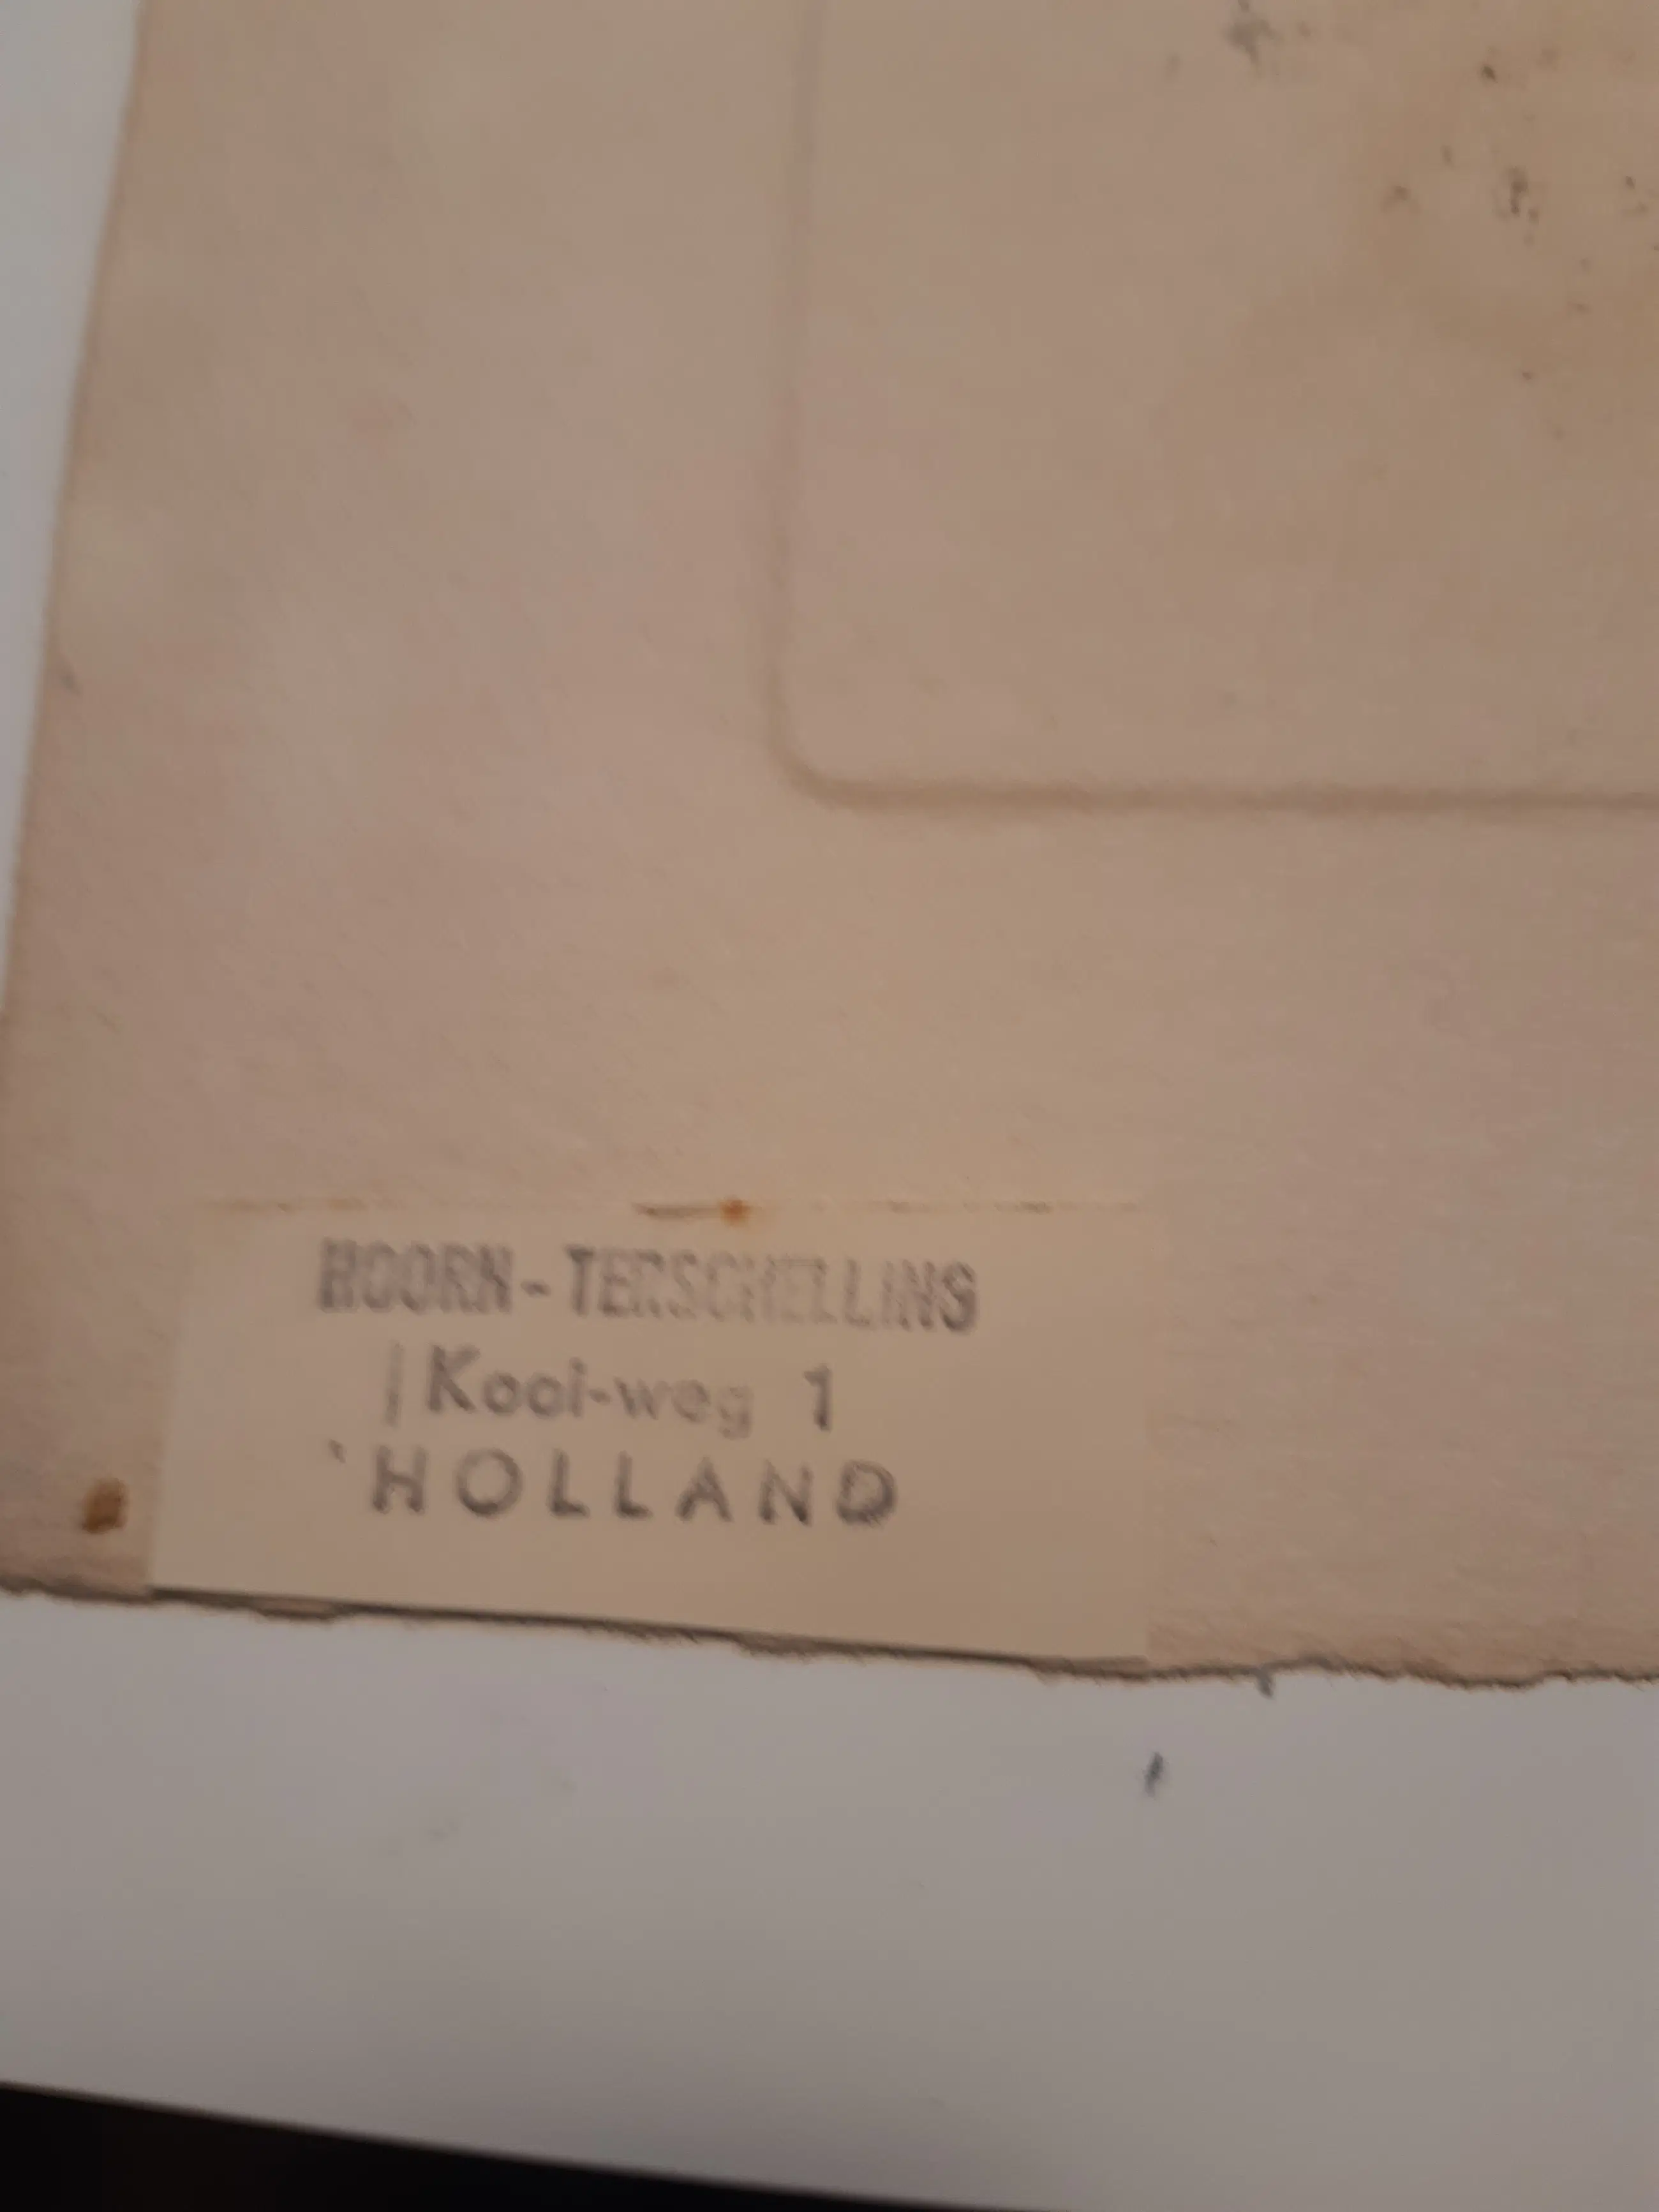 HOORN-TERSCHELLING
Kooi-weg 1
HOLLAND